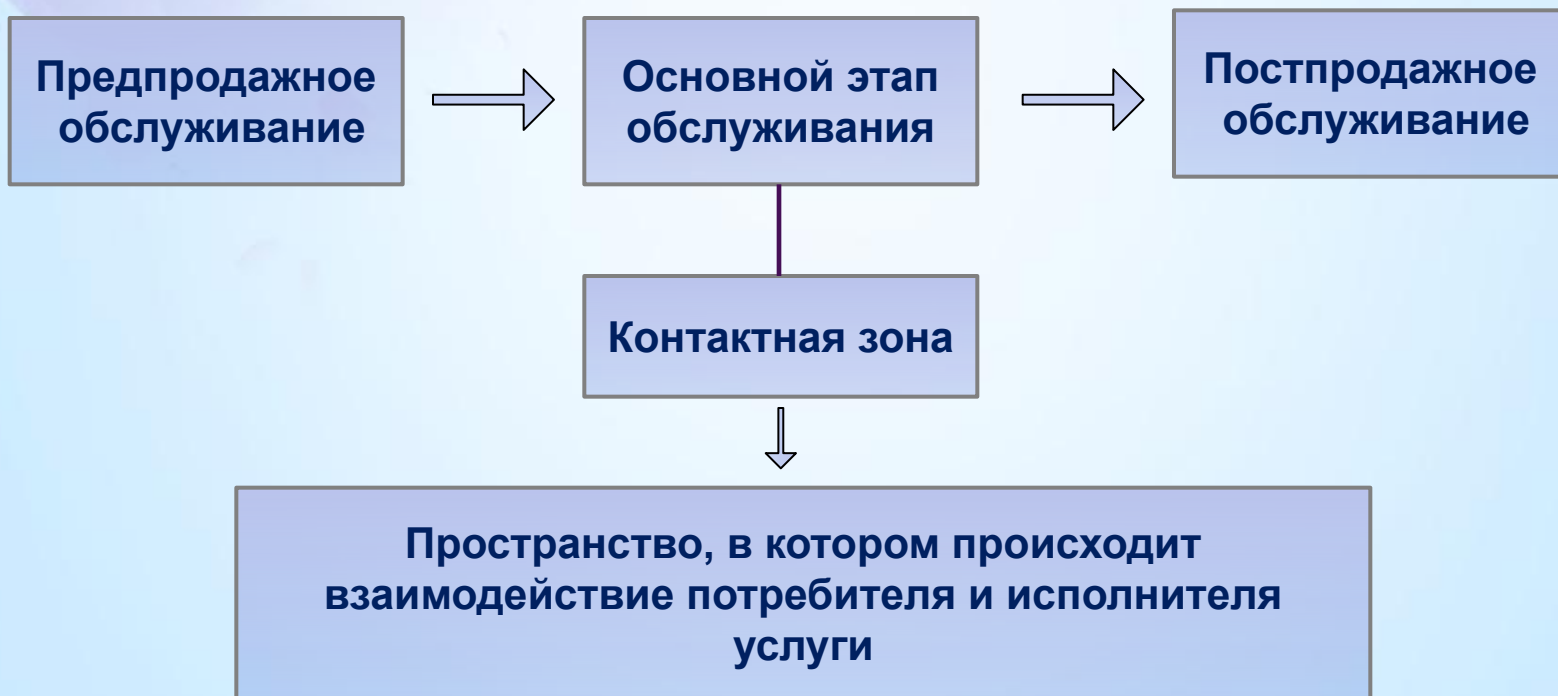 Предпродажное
обслуживание
Основной этап
обслуживания
Постпродажное
обслуживание
Контактная зона
Пространство, в котором происходит
взаимодействие потребителя и исполнителя
услуги